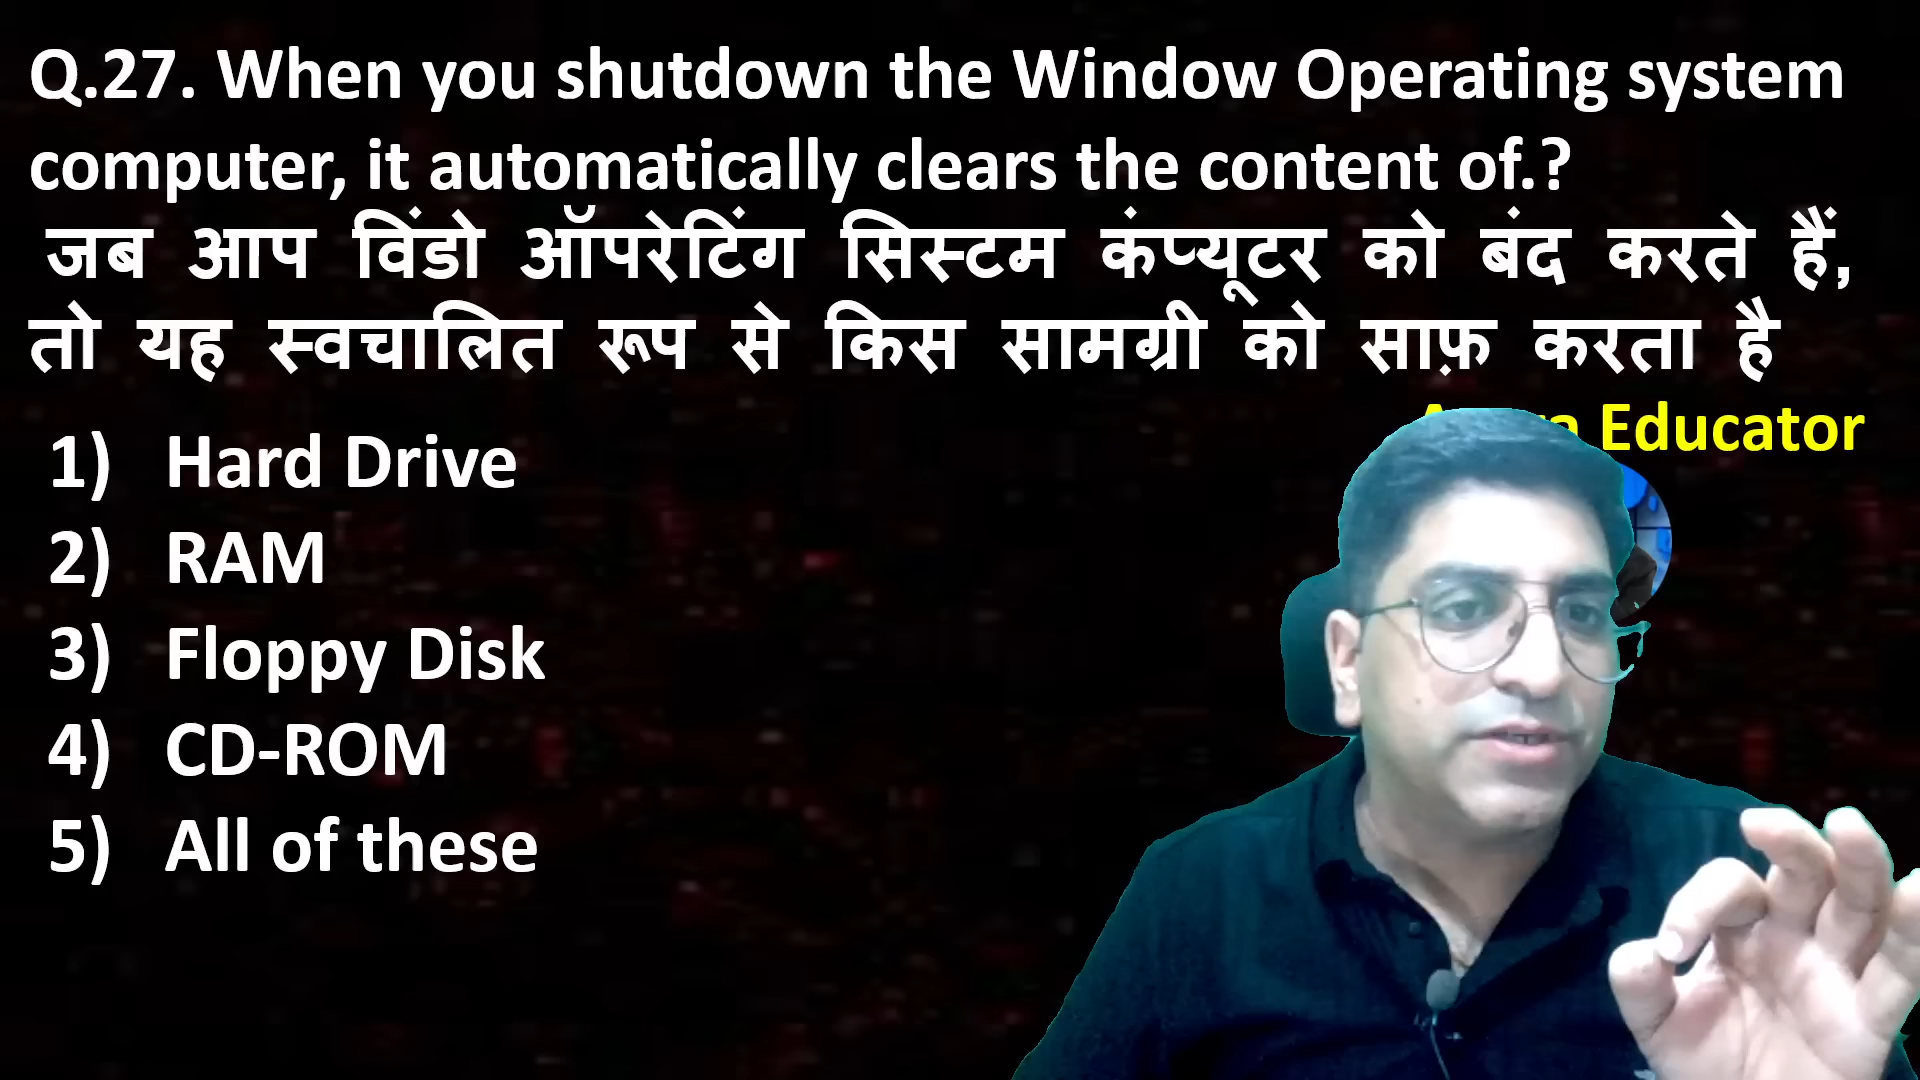 Q.27. When you shutdown the Window Operating system
computer, it automatically clears the content of.?
जब आप विंडो ऑपरेटिंग सिस्टम कंप्यूटर को बंद करते हैं,
तो यह स्वचालित रूप से किस सामग्री को साफ़ करता है
Educator
1) Hard Drive
2) RAM
3) Floppy Disk
4) CD-ROM
5) All of these